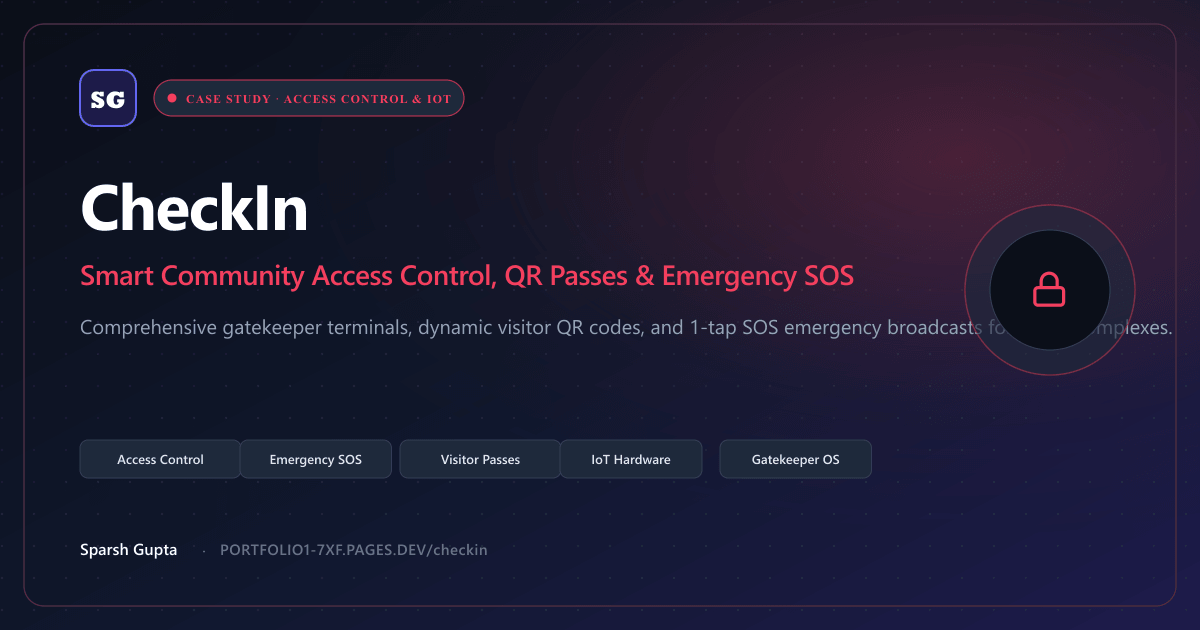 SG
CASE STUDY · ACCESS CONTROL & IOT
CheckIn
Smart Community Access Control, QR Passes & Emergency SOS
Comprehensive gatekeeper terminals, dynamic visitor QR codes, and 1-tap SOS emergency broadcasts
Access Control
Emergency SOS
Visitor Passes
IoT Hardware
Gatekeeper OS
Sparsh Gupta · PORTFOLIO1-7XF.PAGES.DEV/checkin